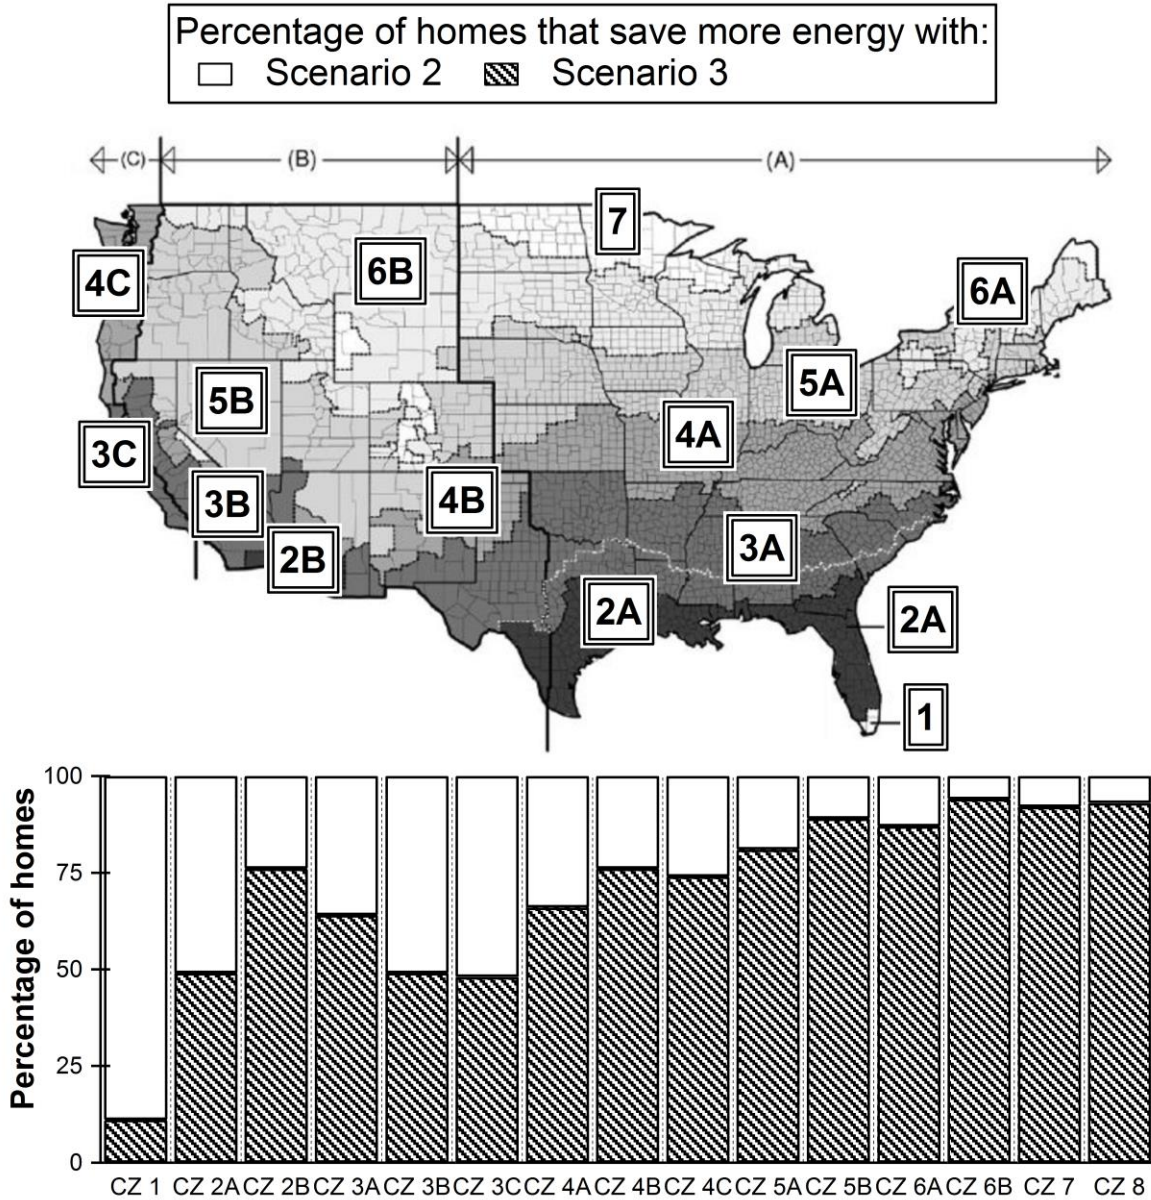 Percentage of homes that save more energy with:
Scenario 2 Scenario 3
(C) (B) (A)
7
6B
4C
6A
5A
5B
4A
3C
4B
3B
3A
2B
2A
2A
1
Percentage of homes
100
75
50
25
0
CZ 1 CZ 2A CZ 2B CZ 3A CZ 3B CZ 3C CZ 4A CZ 4B CZ 4C CZ 5A CZ 5B CZ 6A CZ 6B CZ 7 CZ 8